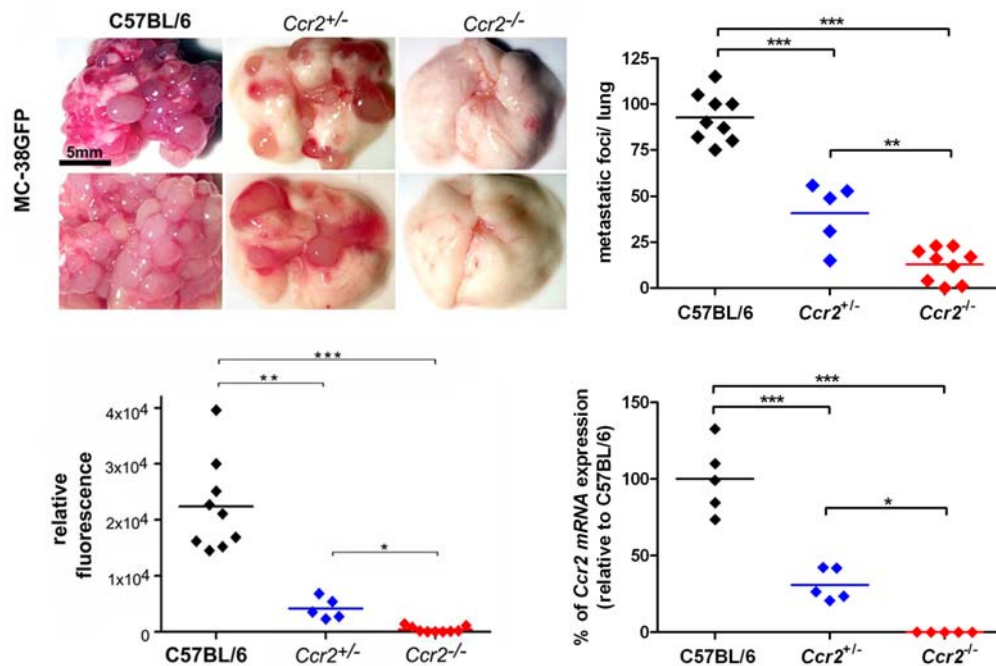 C57BL/6 Ccr2+/- Ccr2-/-
MC-38GFP
5mm
***
***
**
metastatic foci/ lung
125
100
75
50
25
0
C57BL/6 Ccr2+/- Ccr2-/-
***
**
*
relative
fluorescence
4x10⁴
3x10⁴
2x10⁴
1x10⁴
0
C57BL/6 Ccr2+/- Ccr2-/-
***
***
*
% of Ccr2 mRNA expression
(relative to C57BL/6)
150
100
50
0
C57BL/6 Ccr2+/- Ccr2-/-